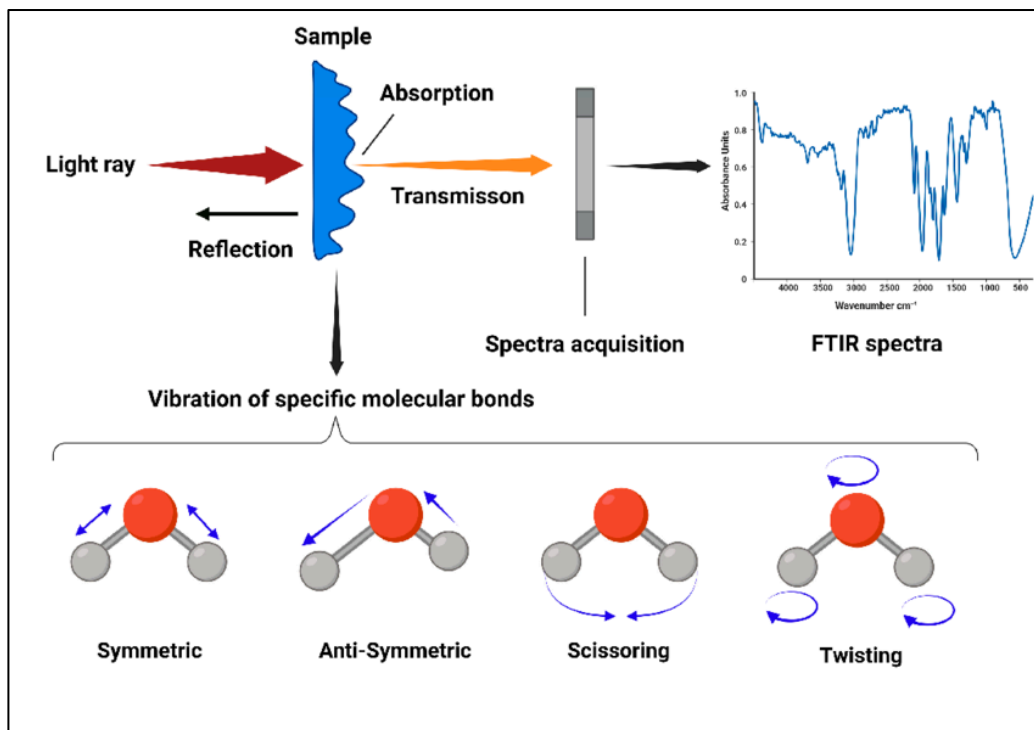 Sample
Absorption
Light ray
Transmisson
Reflection
Spectra acquisition
1.0
0.8
0.6
0.4
0.2
0
Absorbance Units
4000 3500 3000 2500 2000 1500 1000 500
Wavenumber cm⁻¹
FTIR spectra
Vibration of specific molecular bonds
Symmetric
Anti-Symmetric
Scissoring
Twisting